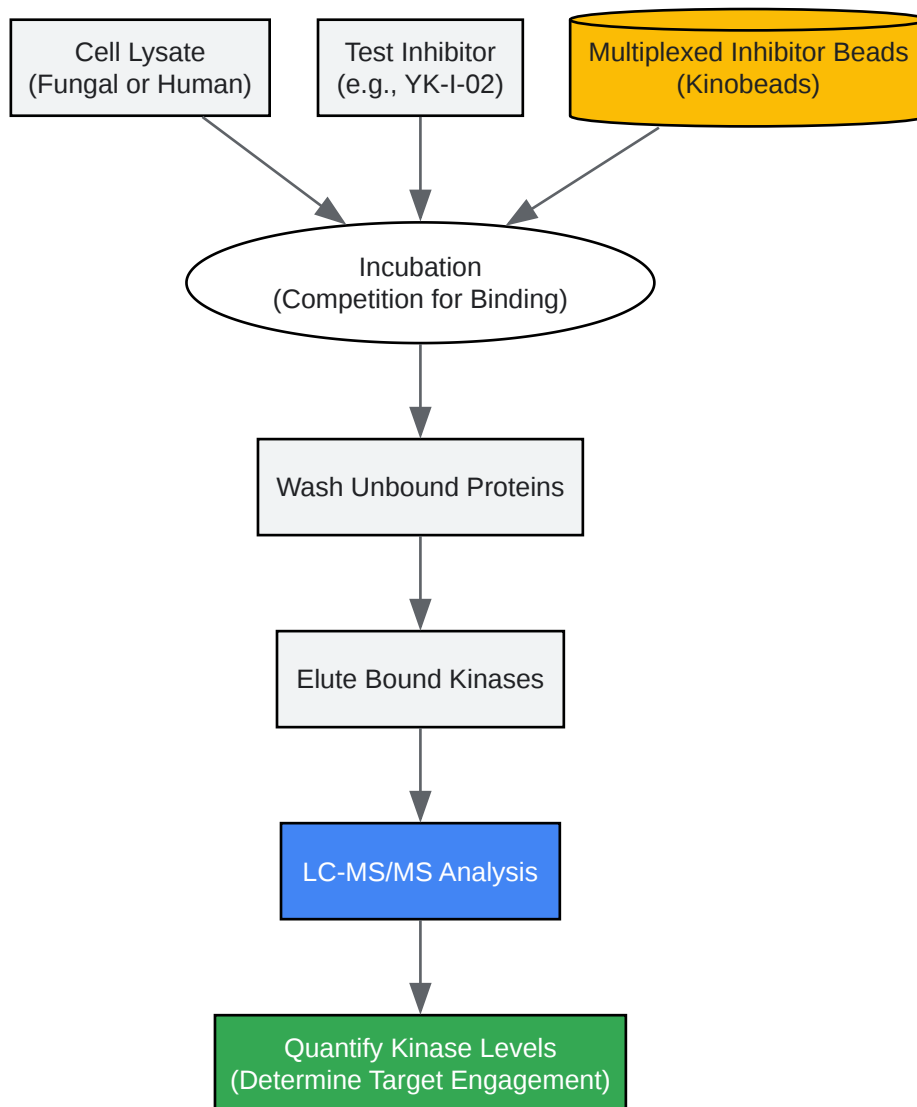 Cell Lysate
(Fungal or Human)
Test Inhibitor
(e.g., YK-I-02)
Multiplexed Inhibitor Beads
(Kinobeads)
Incubation
(Competition for Binding)
Wash Unbound Proteins
Elute Bound Kinases
LC-MS/MS Analysis
Quantify Kinase Levels
(Determine Target Engagement)